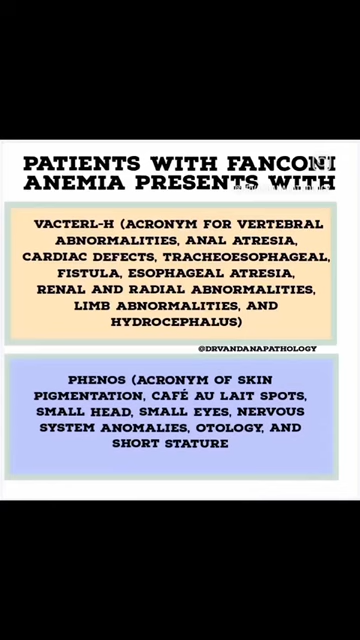 PATIENTS WITH FANCONI
ANEMIA PRESENTS WITH
VACTERL-H (ACRONYM FOR VERTEBRAL
ABNORMALITIES, ANAL ATRESIA,
CARDIAC DEFECTS, TRACHEOESOPHAGEAL,
FISTULA, ESOPHAGEAL ATRESIA,
RENAL AND RADIAL ABNORMALITIES,
LIMB ABNORMALITIES, AND
HYDROCEPHALUS)
@DRVANDANAPATHOLOGY
PHENOS (ACRONYM OF SKIN
PIGMENTATION, CAFÉ AU LAIT SPOTS,
SMALL HEAD, SMALL EYES, NERVOUS
SYSTEM ANOMALIES, OTOLOGY, AND
SHORT STATURE